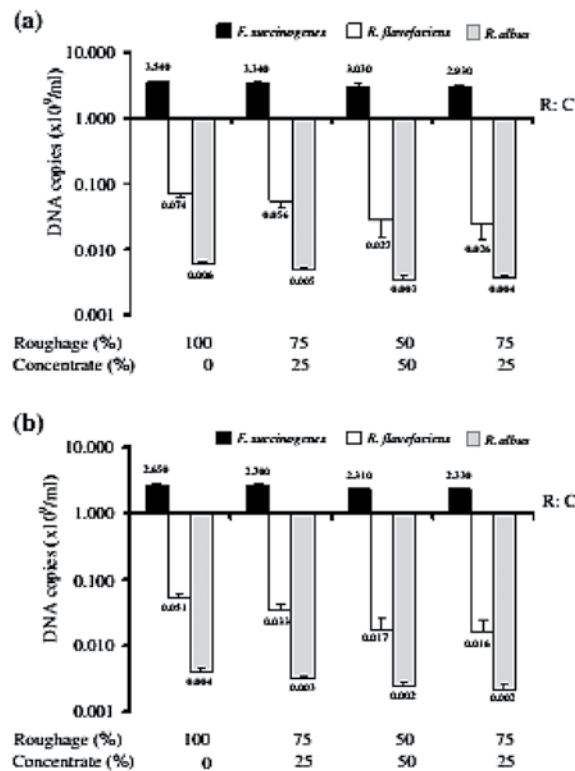 (a)
F. succinogenes R. flavefaciens R. albus
10.000
3.540 3.340 3.030 2.930
1.000
R: C
0.100
0.074 0.056 0.027 0.026
0.010
0.006 0.005 0.003 0.004
0.001
DNA copies (x10⁹/ml)
Roughage (%) 100 75 50 75
Concentrate (%) 0 25 50 25
(b)
F. succinogenes R. flavefaciens R. albus
10.000
2.650 2.700 2.310 2.330
1.000
R: C
0.100
0.051 0.033 0.017 0.016
0.010
0.004 0.003 0.002 0.002
0.001
DNA copies (x10⁹/ml)
Roughage (%) 100 75 50 75
Concentrate (%) 0 25 50 25